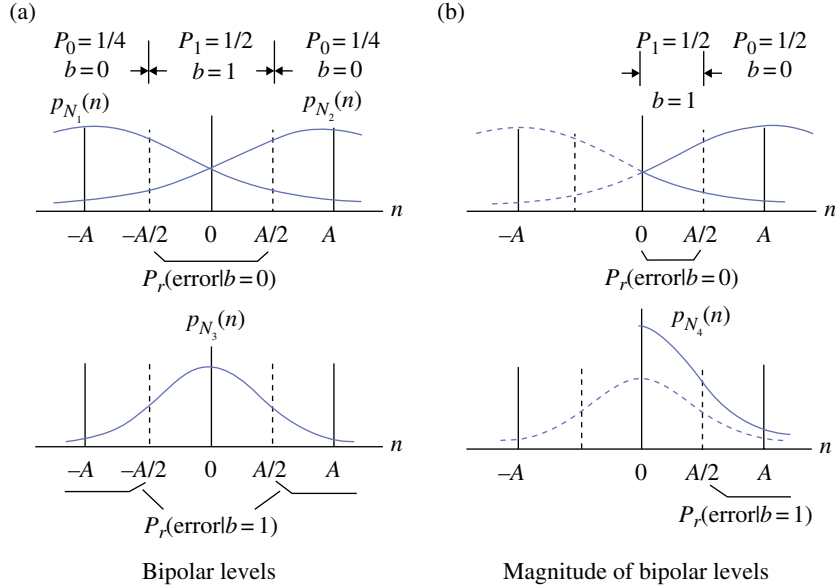 (a)
P0 = 1/4 P1 = 1/2 P0 = 1/4
b = 0 b = 1 b = 0
pN1(n) pN2(n)
n
–A –A/2 0 A/2 A
Pr(error|b = 0)
pN3(n)
n
–A –A/2 0 A/2 A
Pr(error|b = 1)
Bipolar levels
(b)
P1 = 1/2 P0 = 1/2
b = 0
b = 1
n
–A 0 A/2 A
Pr(error|b = 0)
pN4(n)
n
–A 0 A/2 A
Pr(error|b = 1)
Magnitude of bipolar levels